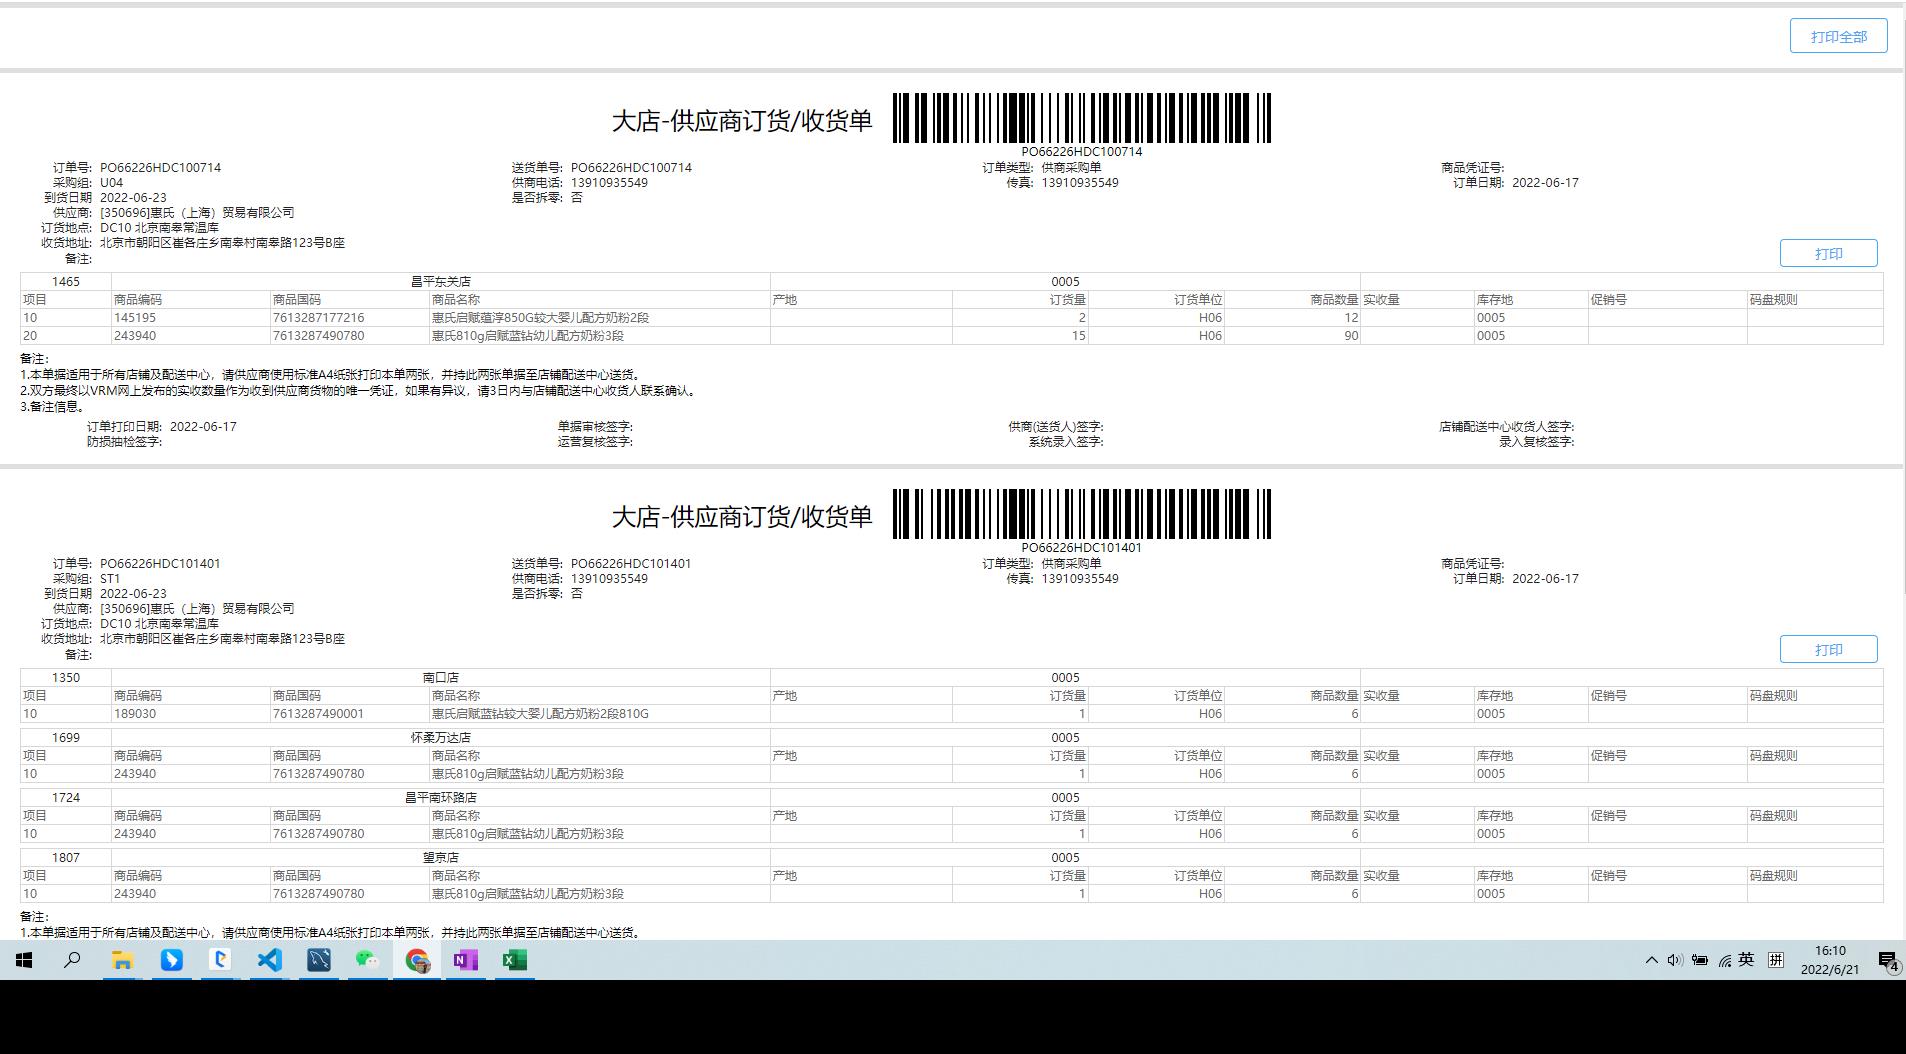 打印全部
大店-供应商订货/收货单
PO66226HDC100714
订单号: PO66226HDC100714 送货单号: PO66226HDC100714 订单类型: 供商采购单 商品凭证号:
采购组: U04 供商电话: 13910935549 传真: 13910935549 订单日期: 2022-06-17
到货日期 2022-06-23 是否拆零: 否
供应商: [350696]惠氏（上海）贸易有限公司
订货地点: DC10 北京南皋常温库
收货地址: 北京市朝阳区崔各庄乡南皋村南皋路123号B座
备注:
打印
1465 昌平东关店 0005
项目 商品编码 商品国码 商品名称 产地 订货量 订货单位 商品数量 实收量 库存地 促销号 码盘规则
10 145195 7613287177216 惠氏启赋蕴淳850G较大婴儿配方奶粉2段 2 H06 12 0005
20 243940 7613287490780 惠氏810g启赋蓝钻幼儿配方奶粉3段 15 H06 90 0005
备注:
1.本单据适用于所有店铺及配送中心，请供应商使用标准A4纸张打印本单两张，并持此两张单据至店铺配送中心送货。
2.双方最终以VRM网上发布的实收数量作为收到供应商货物的唯一凭证，如果有异议，请3日内与店铺配送中心收货人联系确认。
3.备注信息。
订单打印日期: 2022-06-17 单据审核签字: 供商(送货人)签字: 店铺配送中心收货人签字:
防损抽检签字: 运营复核签字: 系统录入签字: 录入复核签字:
大店-供应商订货/收货单
PO66226HDC101401
订单号: PO66226HDC101401 送货单号: PO66226HDC101401 订单类型: 供商采购单 商品凭证号:
采购组: ST1 供商电话: 13910935549 传真: 13910935549 订单日期: 2022-06-17
到货日期 2022-06-23 是否拆零: 否
供应商: [350696]惠氏（上海）贸易有限公司
订货地点: DC10 北京南皋常温库
收货地址: 北京市朝阳区崔各庄乡南皋村南皋路123号B座
备注:
打印
1350 南口店 0005
项目 商品编码 商品国码 商品名称 产地 订货量 订货单位 商品数量 实收量 库存地 促销号 码盘规则
10 189030 7613287490001 惠氏启赋蓝钻较大婴儿配方奶粉2段810G 1 H06 6 0005
1699 怀柔万达店 0005
项目 商品编码 商品国码 商品名称 产地 订货量 订货单位 商品数量 实收量 库存地 促销号 码盘规则
10 243940 7613287490780 惠氏810g启赋蓝钻幼儿配方奶粉3段 1 H06 6 0005
1724 昌平南环路店 0005
项目 商品编码 商品国码 商品名称 产地 订货量 订货单位 商品数量 实收量 库存地 促销号 码盘规则
10 243940 7613287490780 惠氏810g启赋蓝钻幼儿配方奶粉3段 1 H06 6 0005
1807 望京店 0005
项目 商品编码 商品国码 商品名称 产地 订货量 订货单位 商品数量 实收量 库存地 促销号 码盘规则
10 243940 7613287490780 惠氏810g启赋蓝钻幼儿配方奶粉3段 1 H06 6 0005
备注:
1.本单据适用于所有店铺及配送中心，请供应商使用标准A4纸张打印本单两张，并持此两张单据至店铺配送中心送货。
英 拼 16:10
2022/6/21 4